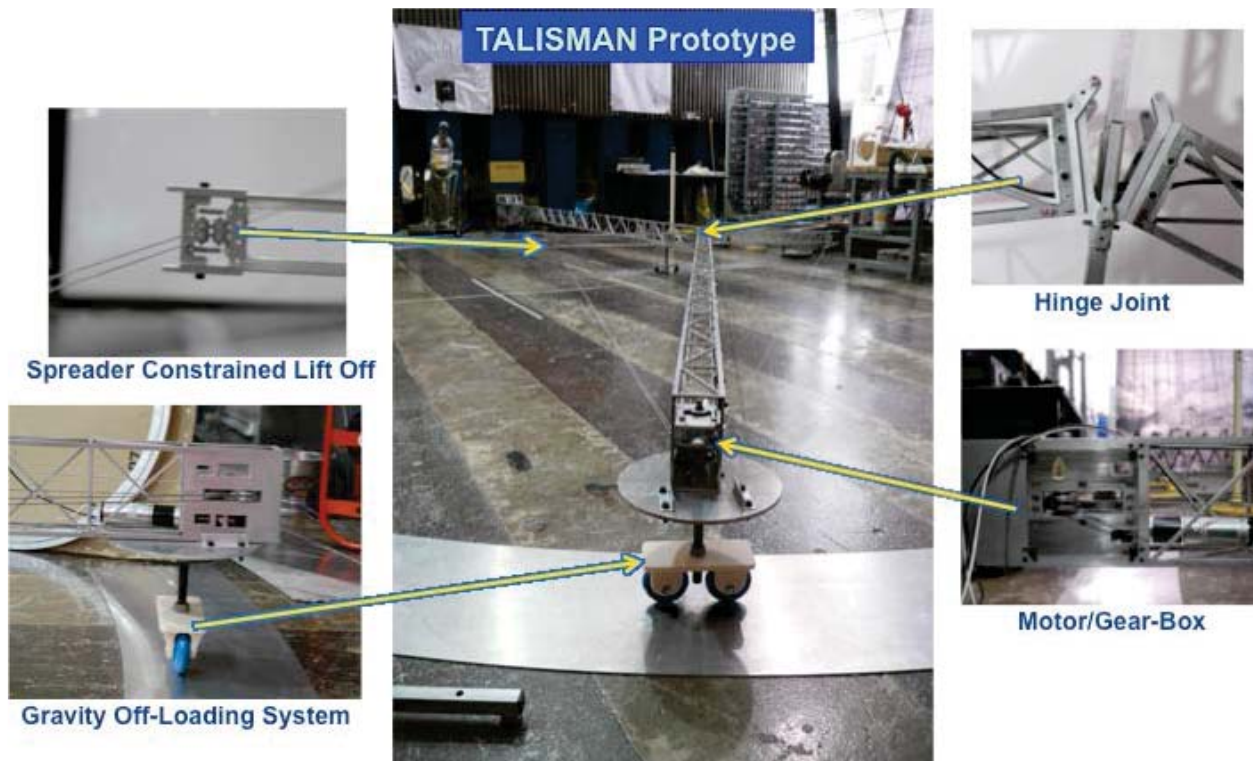 TALISMAN Prototype
Spreader Constrained Lift Off
Hinge Joint
Gravity Off-Loading System
Motor/Gear-Box